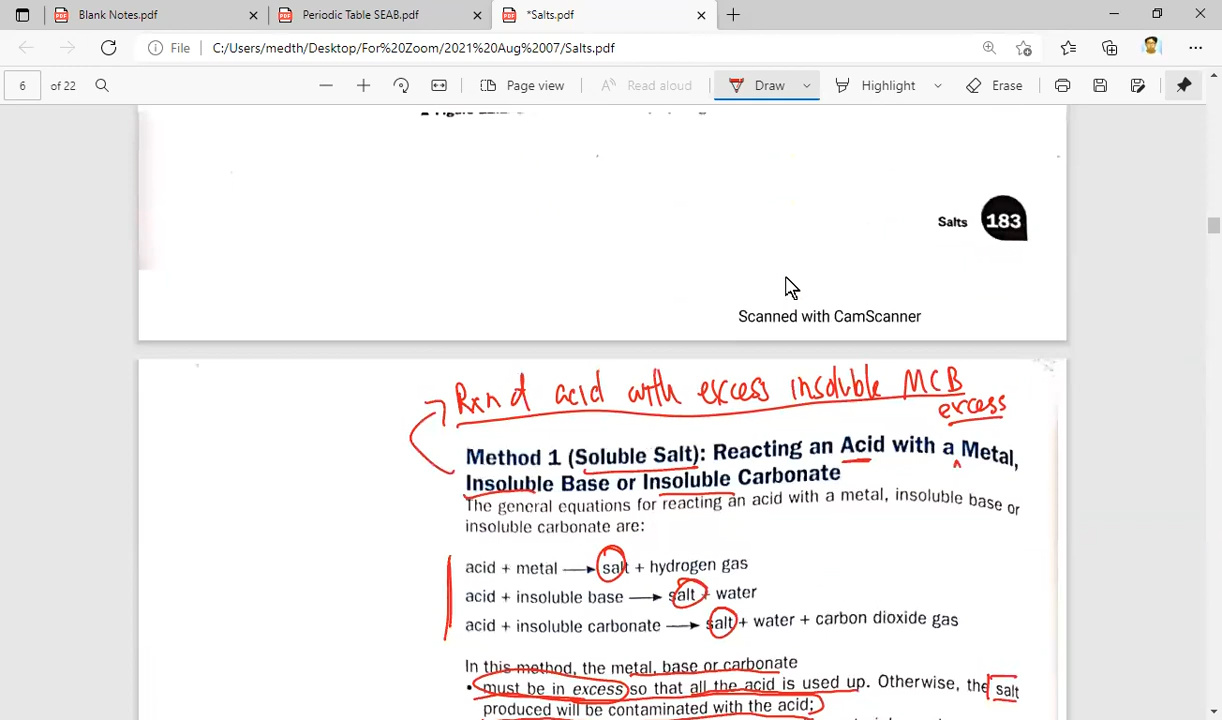 Blank Notes.pdf
Periodic Table SEAB.pdf
*Salts.pdf
File
C:/Users/medth/Desktop/For%20Zoom/2021%20Aug%2007/Salts.pdf
6 of 22
Page view
Read aloud
Draw
Highlight
Erase
Salts 183
Scanned with CamScanner
Rxn of acid with excess insoluble MCB
excess
Method 1 (Soluble Salt): Reacting an Acid with a ^ Metal,
Insoluble Base or Insoluble Carbonate
The general equations for reacting an acid with a metal, insoluble base or
insoluble carbonate are:
acid + metal → salt + hydrogen gas
acid + insoluble base → salt + water
acid + insoluble carbonate → salt + water + carbon dioxide gas
In this method, the metal, base or carbonate
• must be in excess so that all the acid is used up. Otherwise, the salt
produced will be contaminated with the acid;